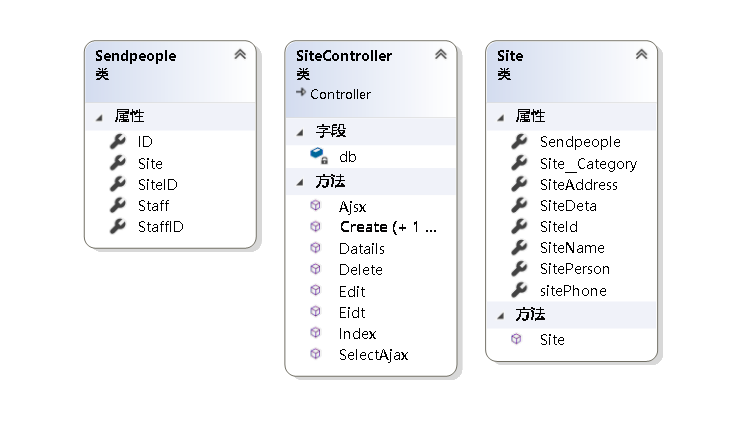 Sendpeople
类
属性
ID
Site
SiteID
Staff
StaffID
SiteController
类
Controller
字段
db
方法
Ajsx
Create (+ 1 ...
Datails
Delete
Edit
Eidt
Index
SelectAjax
Site
类
属性
Sendpeople
Site_Category
SiteAddress
SiteDeta
SiteId
SiteName
SitePerson
sitePhone
方法
Site